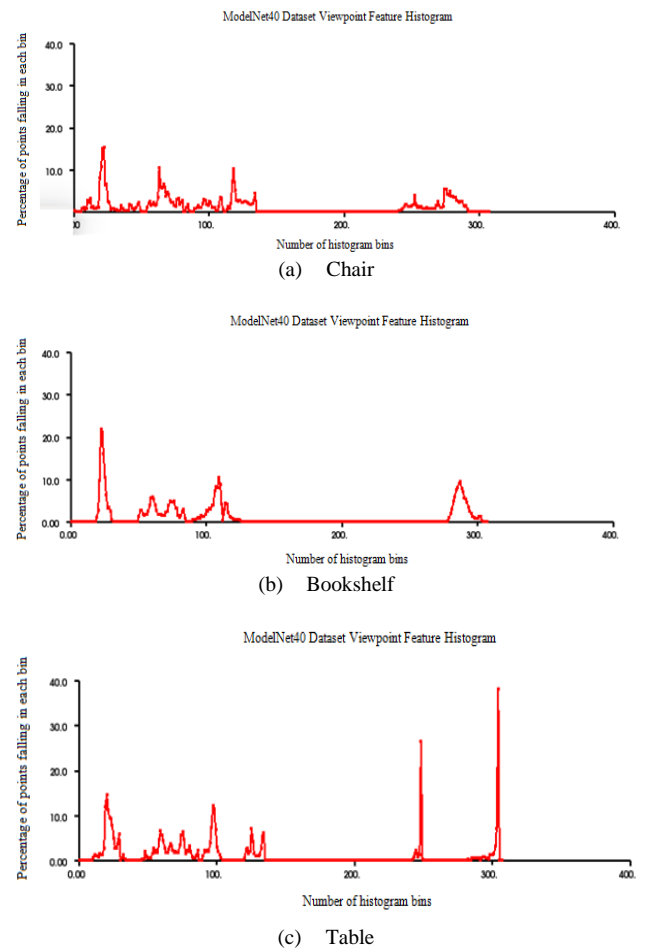 ModelNet40 Dataset Viewpoint Feature Histogram
Percentage of points falling in each bin
40.0
30.0
20.0
10.0
00
100.
200.
300.
400.
Number of histogram bins
(a) Chair
ModelNet40 Dataset Viewpoint Feature Histogram
Percentage of points falling in each bin
40.0
30.0
20.0
10.0
0.00
0.00
100.
200.
300.
400.
Number of histogram bins
(b) Bookshelf
ModelNet40 Dataset Viewpoint Feature Histogram
Percentage of points falling in each bin
40.0
30.0
20.0
10.0
0.00
0.00
100.
200.
300.
400.
Number of histogram bins
(c) Table